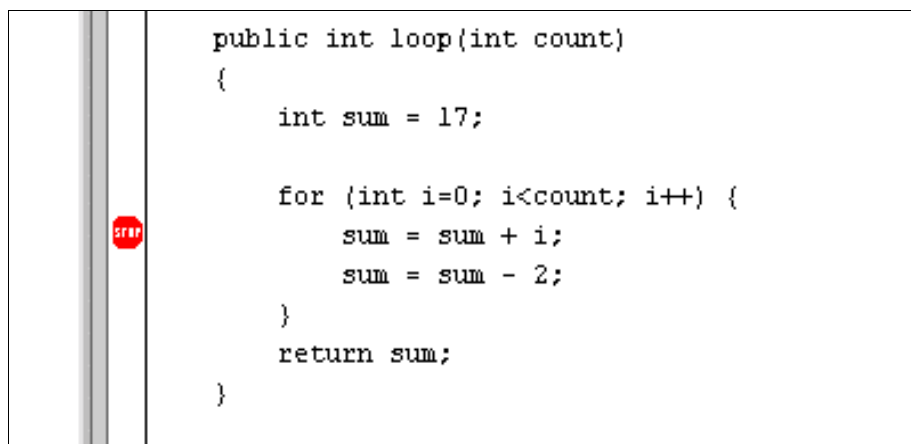 public int loop(int count)
{
int sum = 17;
for (int i=0; i<count; i++) {
STOP
sum = sum + i;
sum = sum - 2;
}
return sum;
}